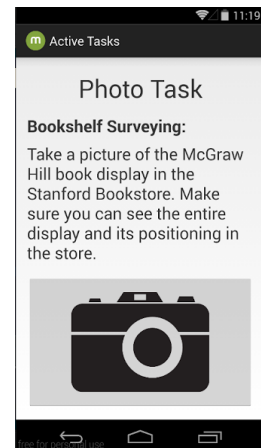 11:19
m Active Tasks
Photo Task
Bookshelf Surveying:
Take a picture of the McGraw
Hill book display in the
Stanford Bookstore. Make
sure you can see the entire
display and its positioning in
the store.
free for personal use